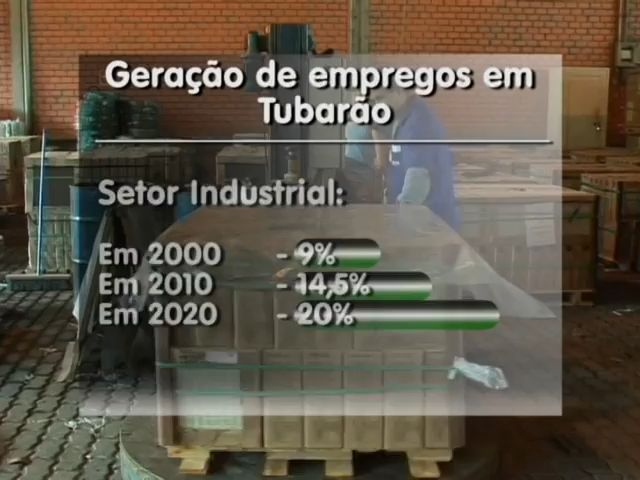 Geração de empregos em
Tubarão
Setor Industrial:
Em 2000 - 9%
Em 2010 - 14,5%
Em 2020 - 20%